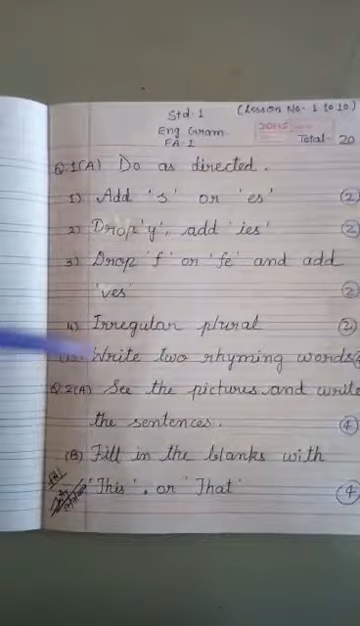 Std-1 (Lesson No- 1 to 10)
Eng Gram.
EA-1 Total- 20
Q.1(A) Do as directed.
1) Add 's' or 'es' (2)
2) Drop 'y', add 'ies' (2)
3) Drop 'f' or 'fe' and add
'ves' (2)
4) Irregular plural (2)
Write two rhyming words
Q.2(A) See the pictures and write
the sentences. (4)
(B) Fill in the blanks with
'This', or 'That' (4)